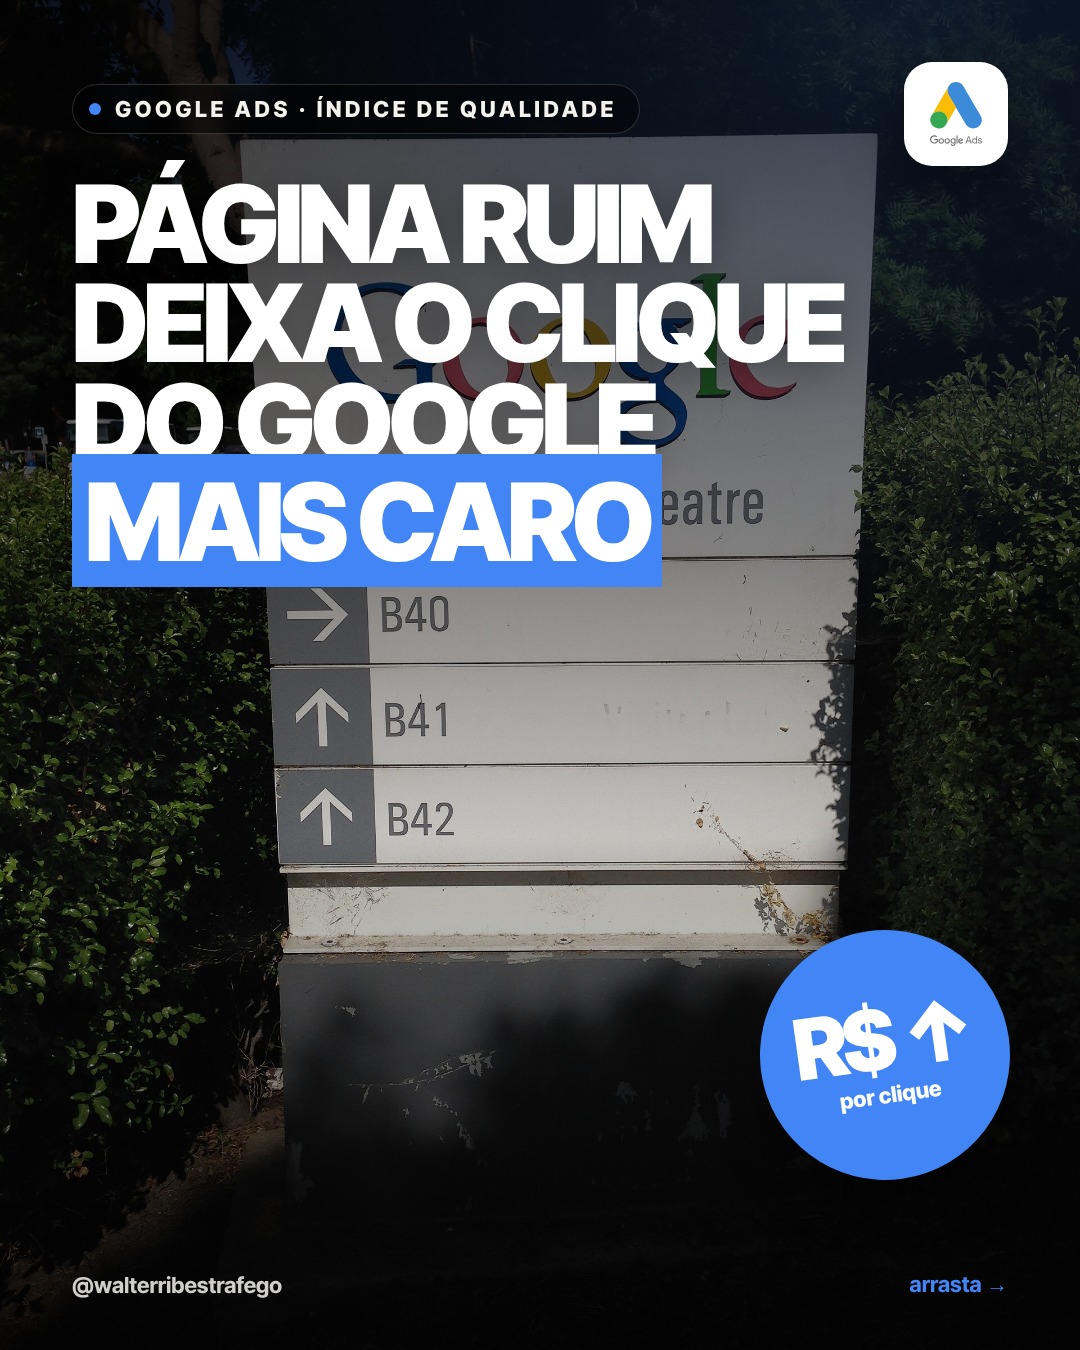 GOOGLE ADS · ÍNDICE DE QUALIDADE
Google Ads
PÁGINA RUIM
DEIXA O CLIQUE
DO GOOGLE
MAIS CARO
Google
eatre
B40
B41
B42
R$ ↑
por clique
@walterribestrafego
arrasta →